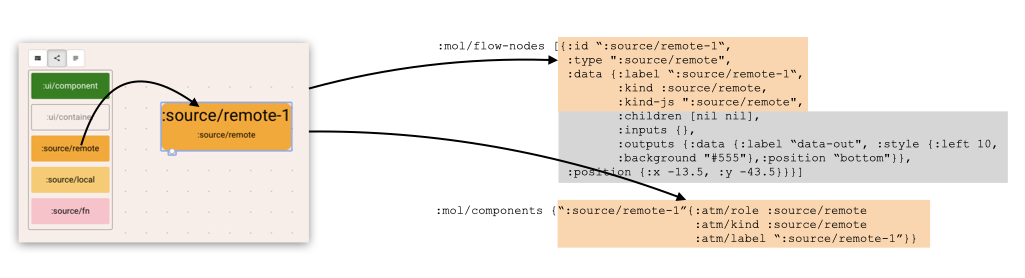 :ui/component
:ui/container
:source/remote
:source/local
:source/fn
:source/remote-1
:source/remote
:mol/flow-nodes [{:id “:source/remote-1“,
:type ":source/remote",
:data {:label “:source/remote-1“,
:kind :source/remote,
:kind-js ":source/remote",
:children [nil nil],
:inputs {},
:outputs {:data {:label “data-out", :style {:left 10,
:background "#555"},:position “bottom"}},
:position {:x -13.5, :y -43.5}}}]
:mol/components {“:source/remote-1”{:atm/role :source/remote
:atm/kind :source/remote
:atm/label “:source/remote-1”}}